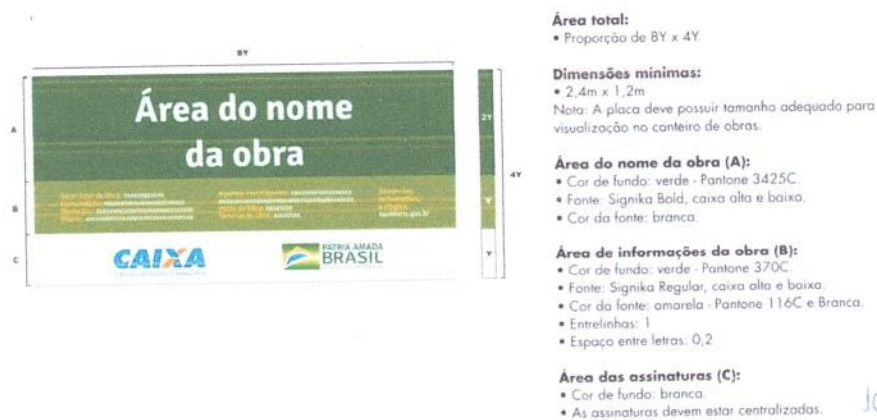 8Y
Área do nome
da obra
A
B
C
2Y
Y
Y
4Y
CAIXA
PÁTRIA AMADA
BRASIL
Área total:
• Proporção de 8Y x 4Y.
Dimensões mínimas:
• 2,4m x 1,2m
Nota: A placa deve possuir tamanho adequado para
visualização no canteiro de obras.
Área do nome da obra (A):
• Cor de fundo: verde - Pantone 3425C.
• Fonte: Signika Bold, caixa alta e baixa.
• Cor da fonte: branca.
Área de informações da obra (B):
• Cor de fundo: verde - Pantone 370C.
• Fonte: Signika Regular, caixa alta e baixa.
• Cor da fonte: amarela - Pantone 116C e Branca.
• Entrelinhas: 1
• Espaço entre letras: 0,2
Área das assinaturas (C):
• Cor de fundo: branca.
• As assinaturas devem estar centralizadas.